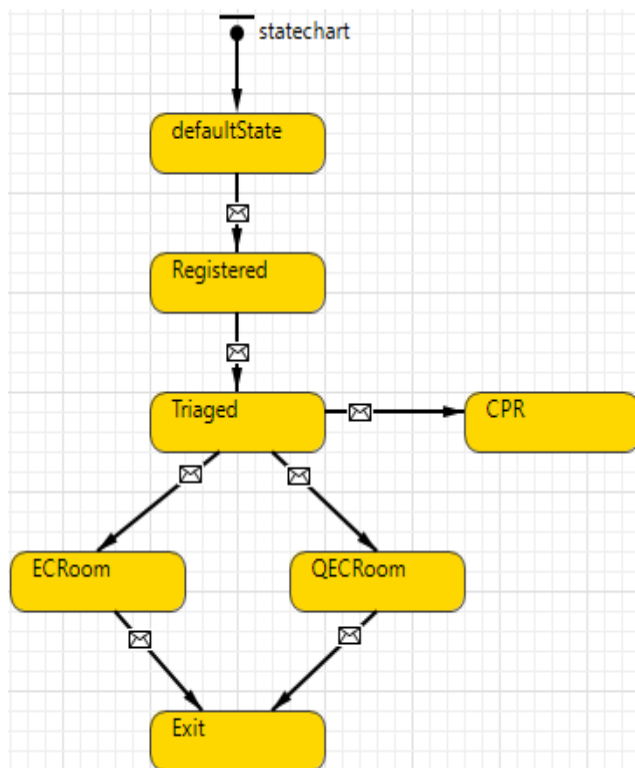 statechart
defaultState
Registered
Triaged
CPR
ECRoom
QECRoom
Exit